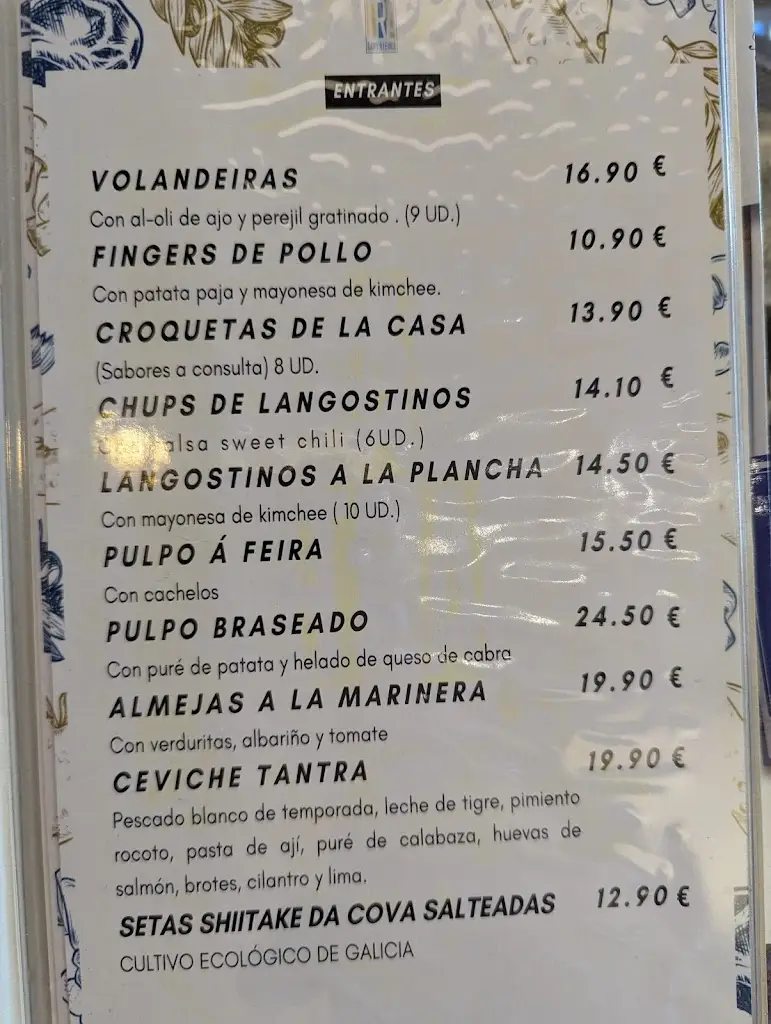 ENTRANTES
VOLANDEIRAS 16.90 €
Con al-oli de ajo y perejil gratinado . (9 UD.)
FINGERS DE POLLO 10.90 €
Con patata paja y mayonesa de kimchee.
CROQUETAS DE LA CASA 13.90 €
(Sabores a consulta) 8 UD.
CHUPS DE LANGOSTINOS 14.10 €
sweet chili (6UD.)
LANGOSTINOS A LA PLANCHA 14.50 €
Con mayonesa de kimchee ( 10 UD.)
PULPO Á FEIRA 15.50 €
Con cachelos
PULPO BRASEADO 24.50 €
Con puré de patata y helado de queso de cabra
ALMEJAS A LA MARINERA 19.90 €
Con verduritas, albariño y tomate
CEVICHE TANTRA 19.90 €
Pescado blanco de temporada, leche de tigre, pimiento
rocoto, pasta de ají, puré de calabaza, huevas de
salmón, brotes, cilantro y lima.
SETAS SHIITAKE DA COVA SALTEADAS 12.90 €
CULTIVO ECOLÓGICO DE GALICIA